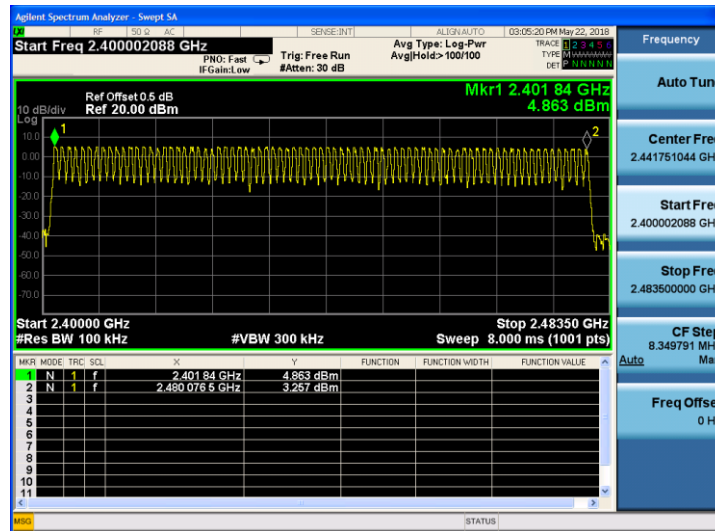 Agilent Spectrum Analyzer - Swept SA
RF 50 Ω AC SENSE:INT ALIGNAUTO 03:05:20 PM May 22, 2018
Start Freq 2.400002088 GHz
PNO: Fast
IFGain:Low
Trig: Free Run
#Atten: 30 dB
Avg Type: Log-Pwr
Avg|Hold:> 100/100
TRACE 1 2 3 4 5 6
TYPE M
DET P N N N N N
Ref Offset 0.5 dB
Ref 20.00 dBm
10 dB/div
Log
Mkr1 2.401 84 GHz
4.863 dBm
1
2
10.0
0.00
-10.0
-20.0
-30.0
-40.0
-50.0
-60.0
-70.0
Start 2.40000 GHz
Stop 2.48350 GHz
#Res BW 100 kHz
#VBW 300 kHz
Sweep 8.000 ms (1001 pts)
MKR MODE TRC SCL X Y FUNCTION FUNCTION WIDTH FUNCTION VALUE
1 N 1 f 2.401 84 GHz 4.863 dBm
2 N 1 f 2.480 076 5 GHz 3.257 dBm
3
4
5
6
7
8
9
10
11
MSG
STATUS
Frequency
Auto Tun
Center Fre
2.441751044 GH
Start Fre
2.400002088 GH
Stop Fre
2.483500000 GH
CF Step
8.349791 MH
Auto Ma
Freq Offse
0 H